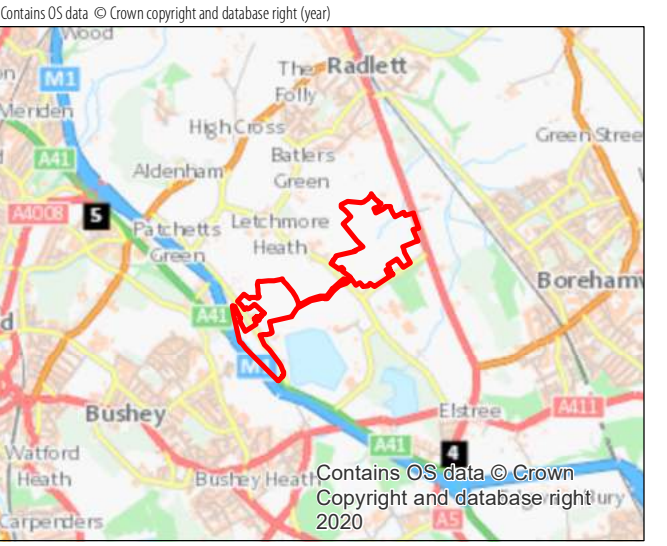 Contains OS data © Crown copyright and database right (year)
Wood
The Radlett
Folly
M1
Meriden
High Cross
Green Stree
A41
Batlers
Green
Aldenham
A4008
5
Patchetts
Green
Letchmore
Heath
Borehamw
A41
M1
Bushey
Elstree
A411
A41
4
Watford
Heath
Bushey Heath
Contains OS data © Crown
Copyright and database right
2020
A5
Carpenders